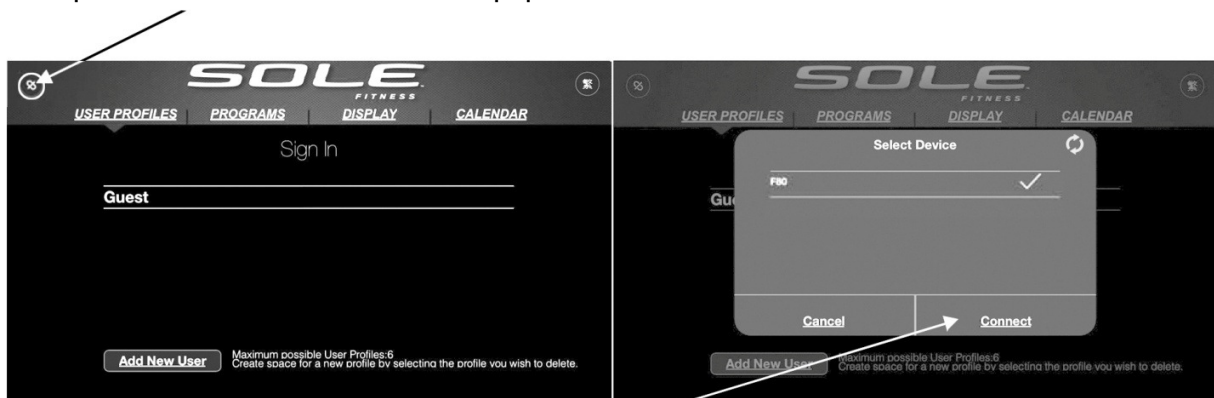 SOLE
FITNESS
USER PROFILES
PROGRAMS
DISPLAY
CALENDAR
Sign In
Guest
Add New User
Maximum possible User Profiles:6
Create space for a new profile by selecting the profile you wish to delete.
SOLE
FITNESS
USER PROFILES
PROGRAMS
DISPLAY
CALENDAR
Select Device
F80
Gue
Cancel
Connect
Add New User
Maximum possible User Profiles:6
Create space for a new profile by selecting the profile you wish to delete.